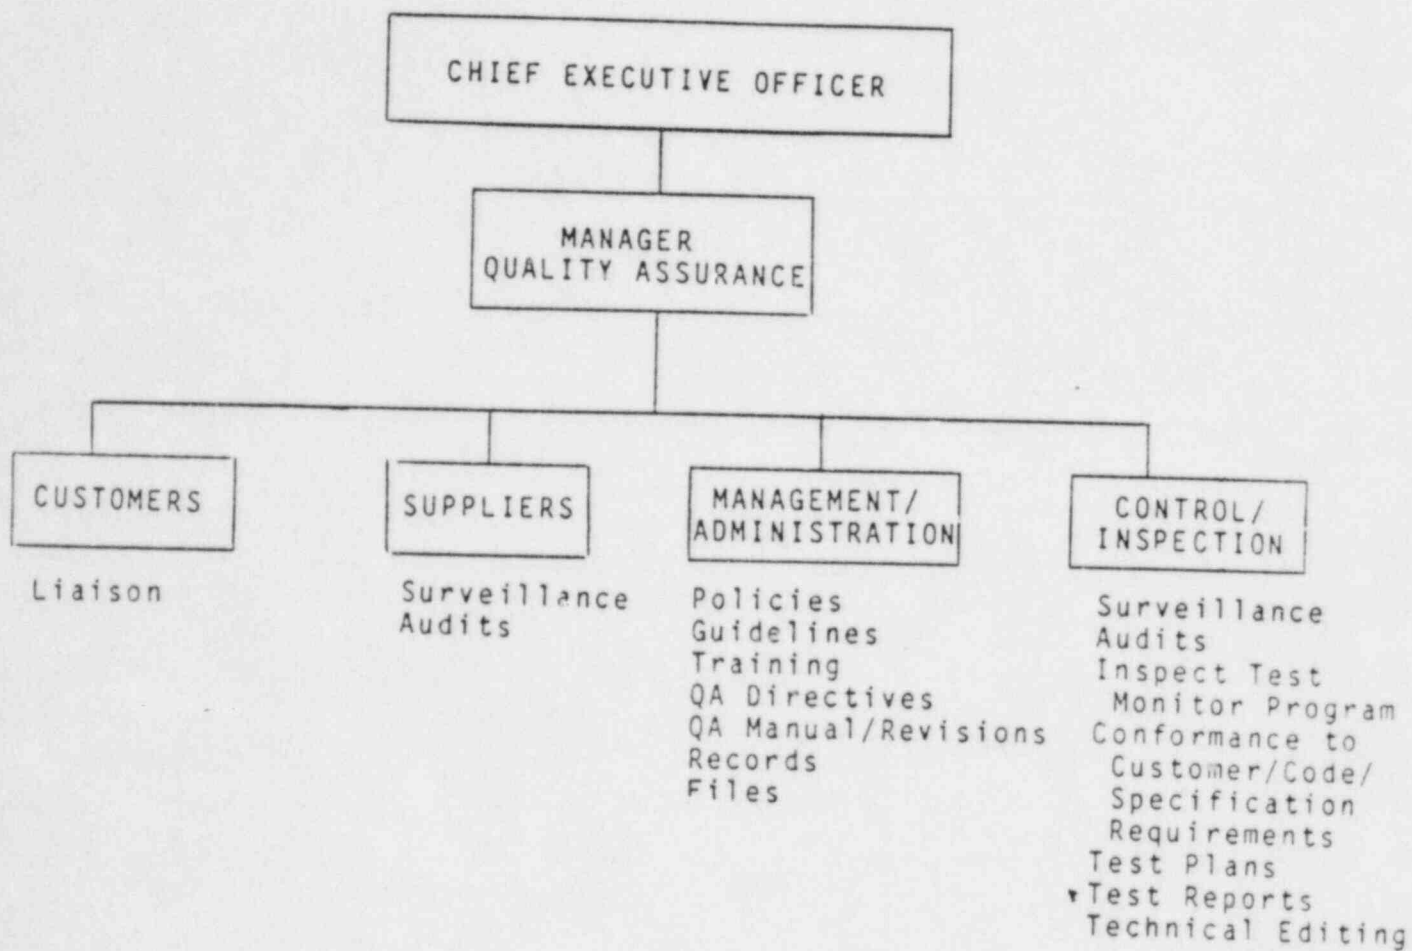 CHIEF EXECUTIVE OFFICER
MANAGER
QUALITY ASSURANCE
CUSTOMERS
Liaison
SUPPLIERS
Surveillance
Audits
MANAGEMENT/
ADMINISTRATION
Policies
Guidelines
Training
QA Directives
QA Manual/Revisions
Records
Files
CONTROL/
INSPECTION
Surveillance
Audits
Inspect Test
Monitor Program
Conformance to
Customer/Code/
Specification
Requirements
Test Plans
Test Reports
Technical Editing